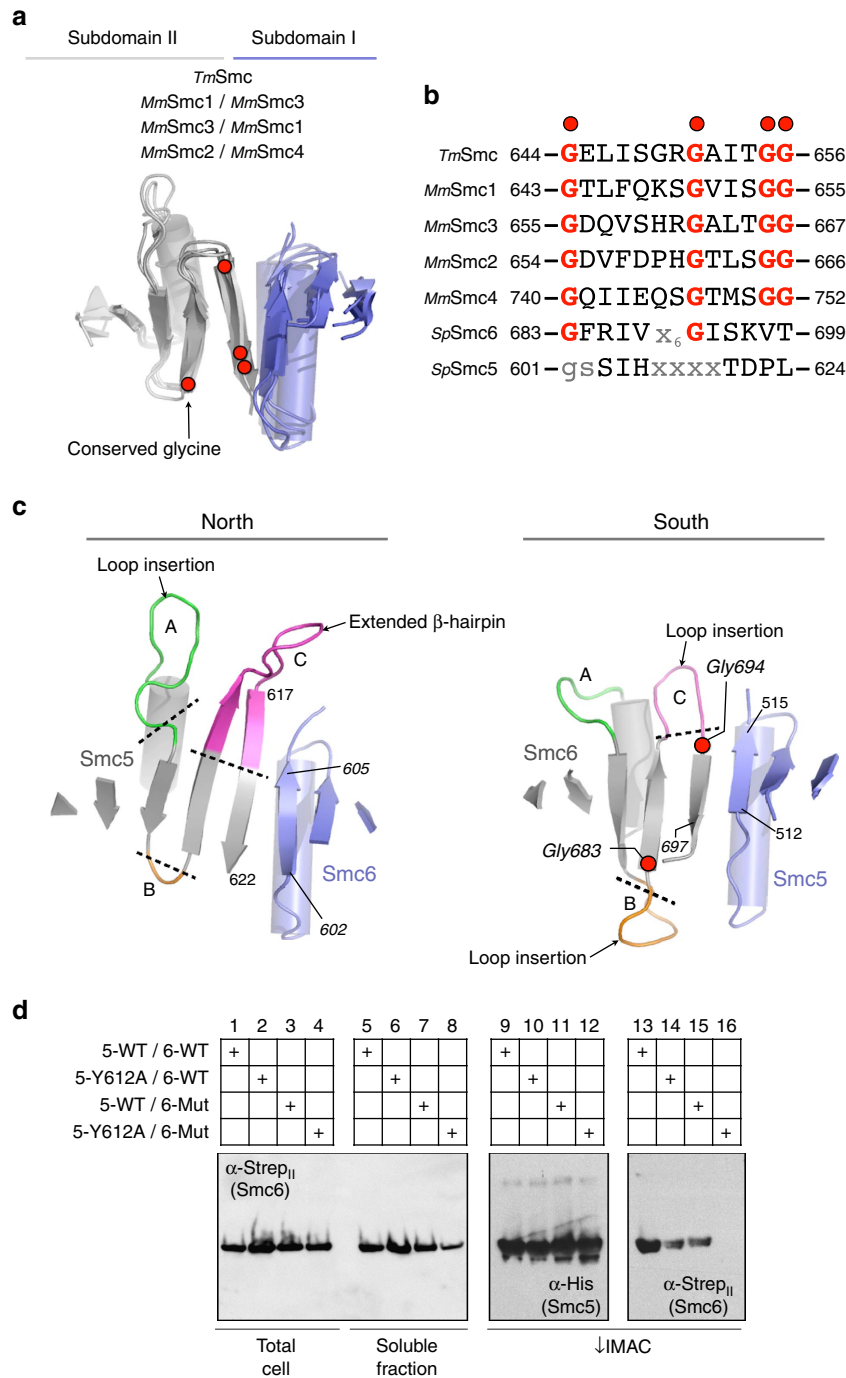 a
Subdomain II Subdomain I
TmSmc
MmSmc1 / MmSmc3
MmSmc3 / MmSmc1
MmSmc2 / MmSmc4
Conserved glycine
b
TmSmc 644–GELISGRGAITGG–656
MmSmc1 643–GTLFQKSGVISGG–655
MmSmc3 655–GDQVSHRGALTGG–667
MmSmc2 654–GDVFDPHGTLSGG–666
MmSmc4 740–GQIIEQSGTMSGG–752
SpSmc6 683–GFRIV x6 GISKVT–699
SpSmc5 601–gsSIHxxxxTDPL–624
c
North
Loop insertion
A
Extended β-hairpin
C
617
Smc5
605
B
622
Smc6
602
South
Loop insertion
A
C
Gly694
515
Smc6
512
Gly683
697
Smc5
B
Loop insertion
d
1 2 3 4 5 6 7 8 9 10 11 12 13 14 15 16
5-WT / 6-WT + + + +
5-Y612A / 6-WT + + + +
5-WT / 6-Mut + + + +
5-Y612A / 6-Mut + + + +
α-StrepII
(Smc6)
α-His
(Smc5)
α-StrepII
(Smc6)
Total
cell
Soluble
fraction
↓IMAC